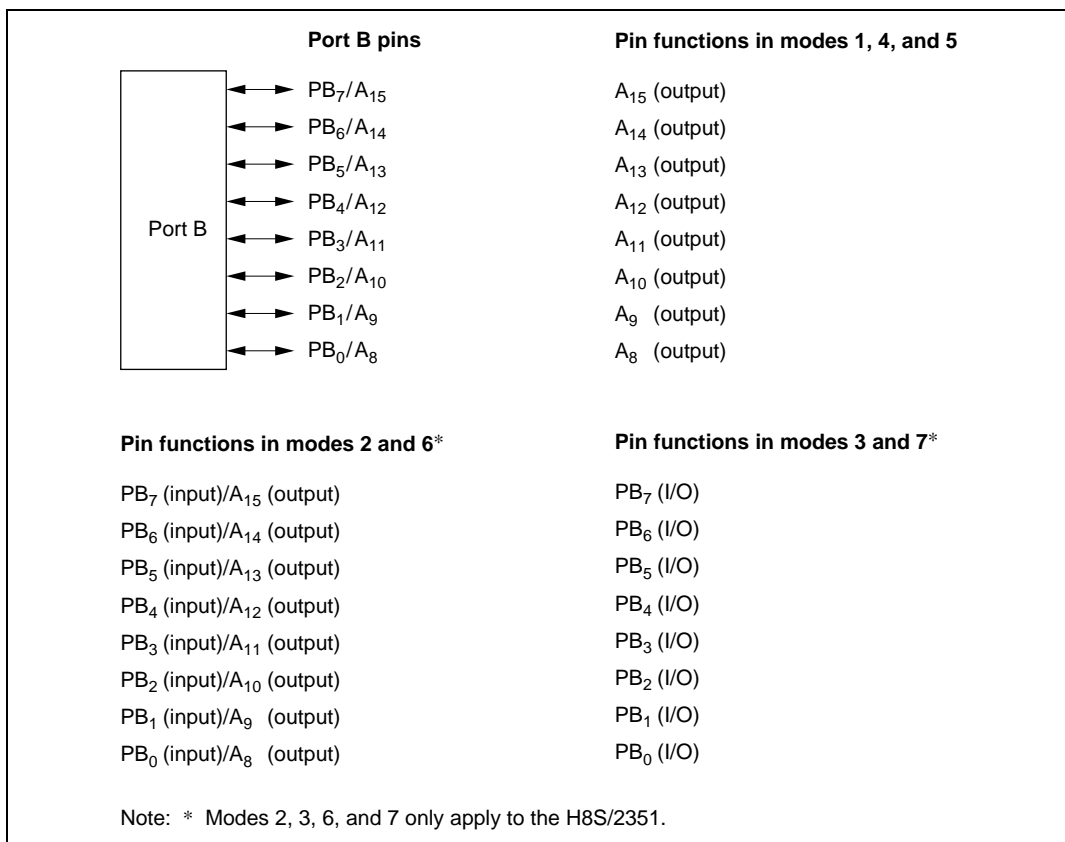 Port B pins
Pin functions in modes 1, 4, and 5
Port B
PB7/A15
A15 (output)
PB6/A14
A14 (output)
PB5/A13
A13 (output)
PB4/A12
A12 (output)
PB3/A11
A11 (output)
PB2/A10
A10 (output)
PB1/A9
A9 (output)
PB0/A8
A8 (output)
Pin functions in modes 2 and 6*
PB7 (input)/A15 (output)
PB6 (input)/A14 (output)
PB5 (input)/A13 (output)
PB4 (input)/A12 (output)
PB3 (input)/A11 (output)
PB2 (input)/A10 (output)
PB1 (input)/A9 (output)
PB0 (input)/A8 (output)
Pin functions in modes 3 and 7*
PB7 (I/O)
PB6 (I/O)
PB5 (I/O)
PB4 (I/O)
PB3 (I/O)
PB2 (I/O)
PB1 (I/O)
PB0 (I/O)
Note: * Modes 2, 3, 6, and 7 only apply to the H8S/2351.